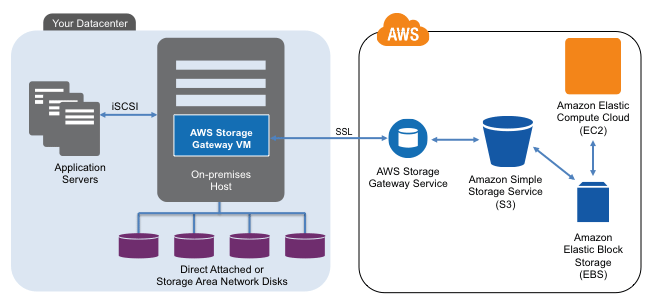 Your Datacenter
AWS
iSCSI
AWS Storage
Gateway VM
SSL
Application
Servers
On-premises
Host
Direct Attached or
Storage Area Network Disks
AWS Storage
Gateway Service
Amazon Simple
Storage Service
(S3)
Amazon Elastic
Compute Cloud
(EC2)
Amazon
Elastic Block
Storage
(EBS)